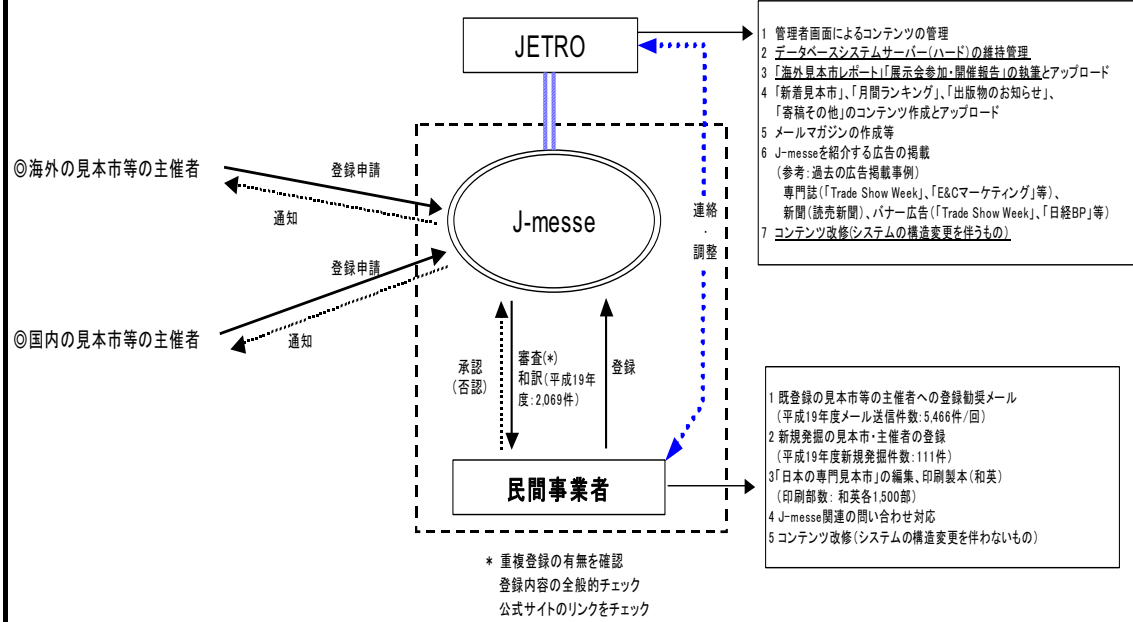 JETRO
1 管理者画面によるコンテンツの管理
2 データベースシステムサーバー(ハード)の維持管理
3 「海外見本市レポート」「展示会参加・開催報告」の執筆とアップロード
4 「新着見本市」、「月間ランキング」、「出版物のお知らせ」、
「寄稿その他」のコンテンツ作成とアップロード
5 メールマガジンの作成等
6 J-messeを紹介する広告の掲載
(参考:過去の広告掲載事例)
専門誌(「Trade Show Week」、「E&Cマーケティング」等)、
新聞(読売新聞)、バナー広告(「Trade Show Week」、「日経BP」等)
7 コンテンツ改修(システムの構造変更を伴うもの)
◎海外の見本市等の主催者
登録申請
通知
J-messe
連絡
・
調整
登録申請
◎国内の見本市等の主催者
通知
承認
(否認)
審査(*)
和訳(平成19年
度:2,069件)
登録
民間事業者
1 既登録の見本市等の主催者への登録勧奨メール
(平成19年度メール送信件数:5,466件/回)
2 新規発掘の見本市・主催者の登録
(平成19年度新規発掘件数:111件)
3「日本の専門見本市」の編集、印刷製本(和英)
(印刷部数: 和英各1,500部)
4 J-messe関連の問い合わせ対応
5 コンテンツ改修(システムの構造変更を伴わないもの)
* 重複登録の有無を確認
登録内容の全般的チェック
公式サイトのリンクをチェック